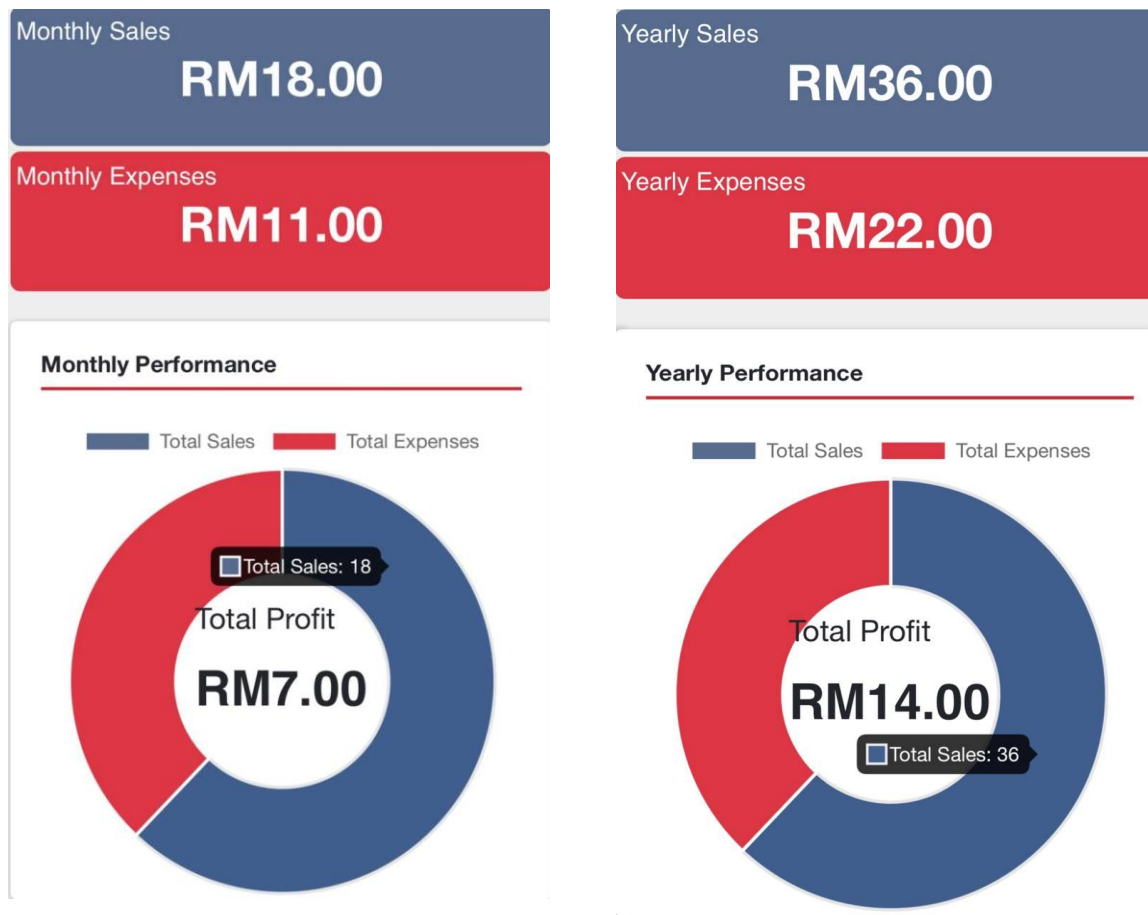 Monthly Sales
RM18.00
Monthly Expenses
RM11.00
Monthly Performance
Total Sales
Total Expenses
Total Sales: 18
Total Profit
RM7.00
Yearly Sales
RM36.00
Yearly Expenses
RM22.00
Yearly Performance
Total Sales
Total Expenses
Total Profit
RM14.00
Total Sales: 36